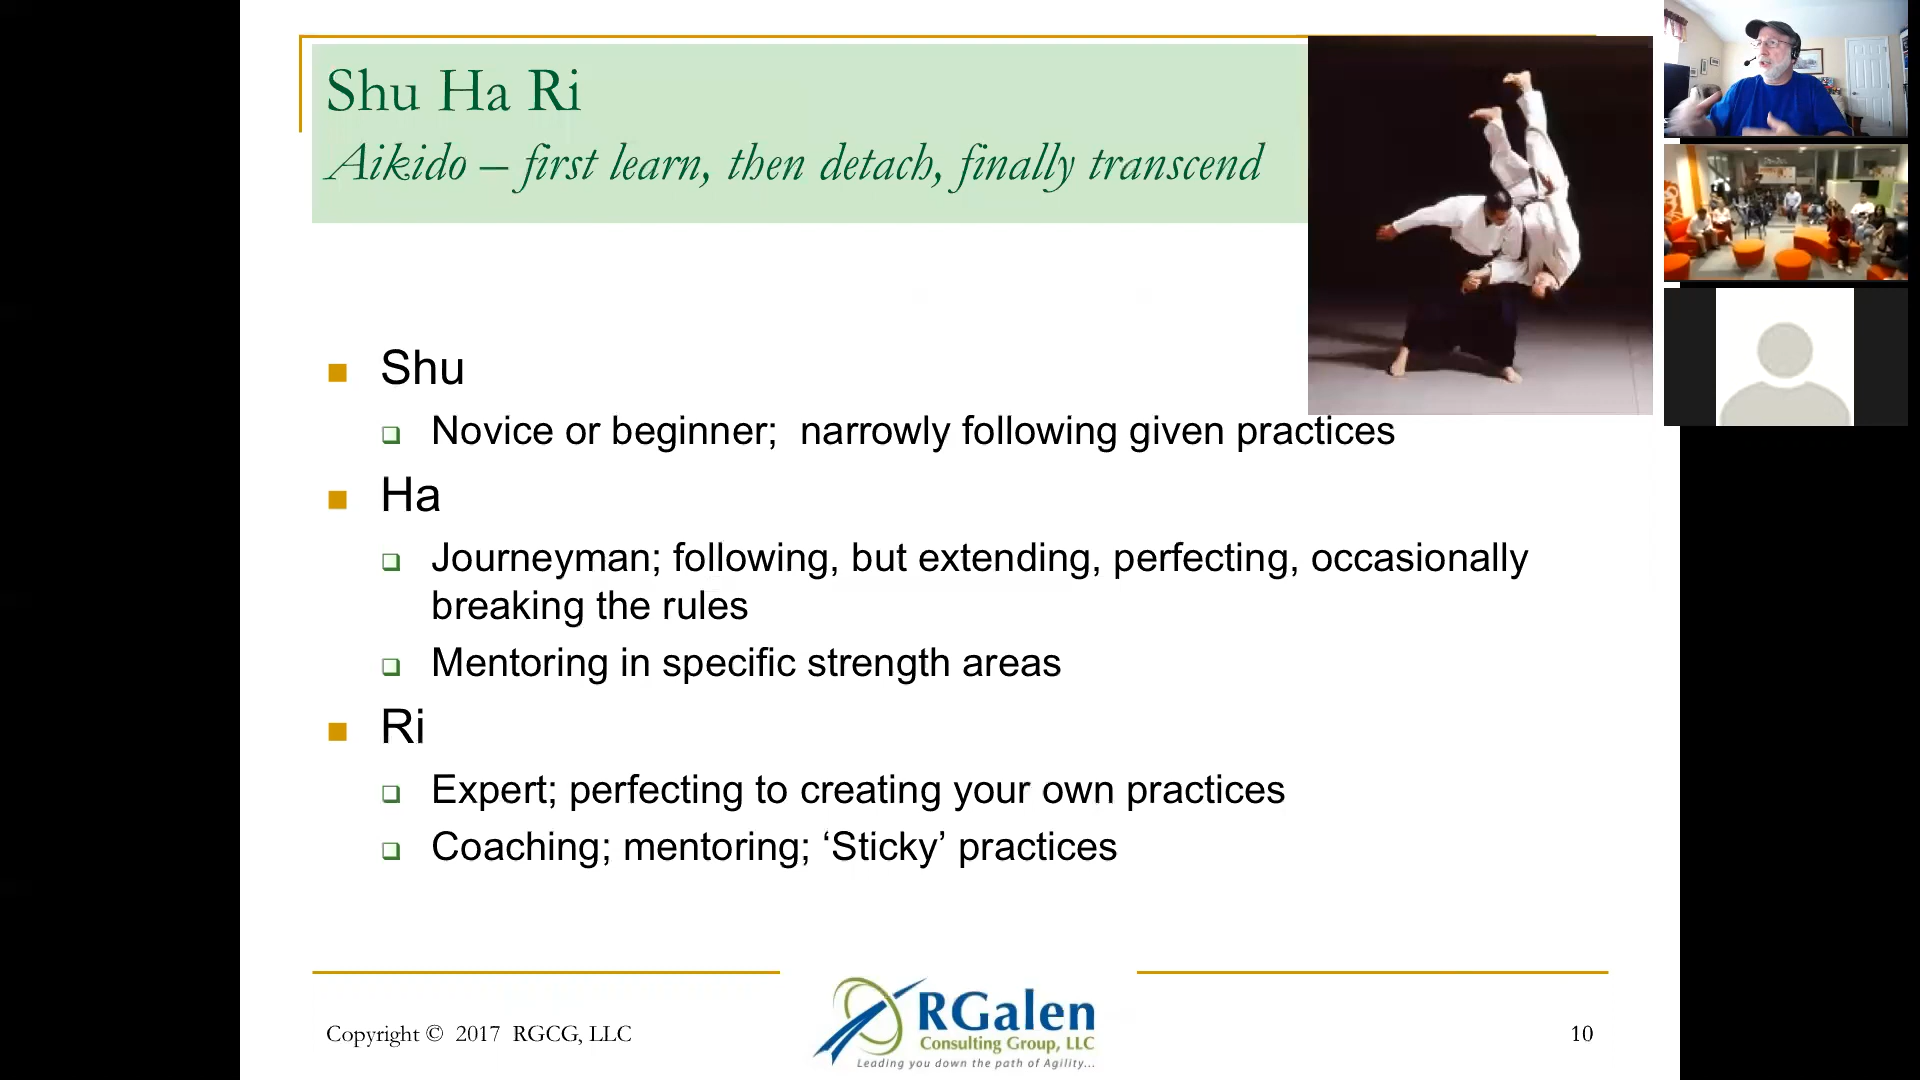 Shu Ha Ri
Aikido – first learn, then detach, finally transcend
Shu
Novice or beginner;  narrowly following given practices
Ha
Journeyman; following, but extending, perfecting, occasionally
breaking the rules
Mentoring in specific strength areas
Ri
Expert; perfecting to creating your own practices
Coaching; mentoring; ‘Sticky’ practices
Copyright ©  2017  RGCG, LLC
RGalen
Consulting Group, LLC
Leading you down the path of Agility...
10